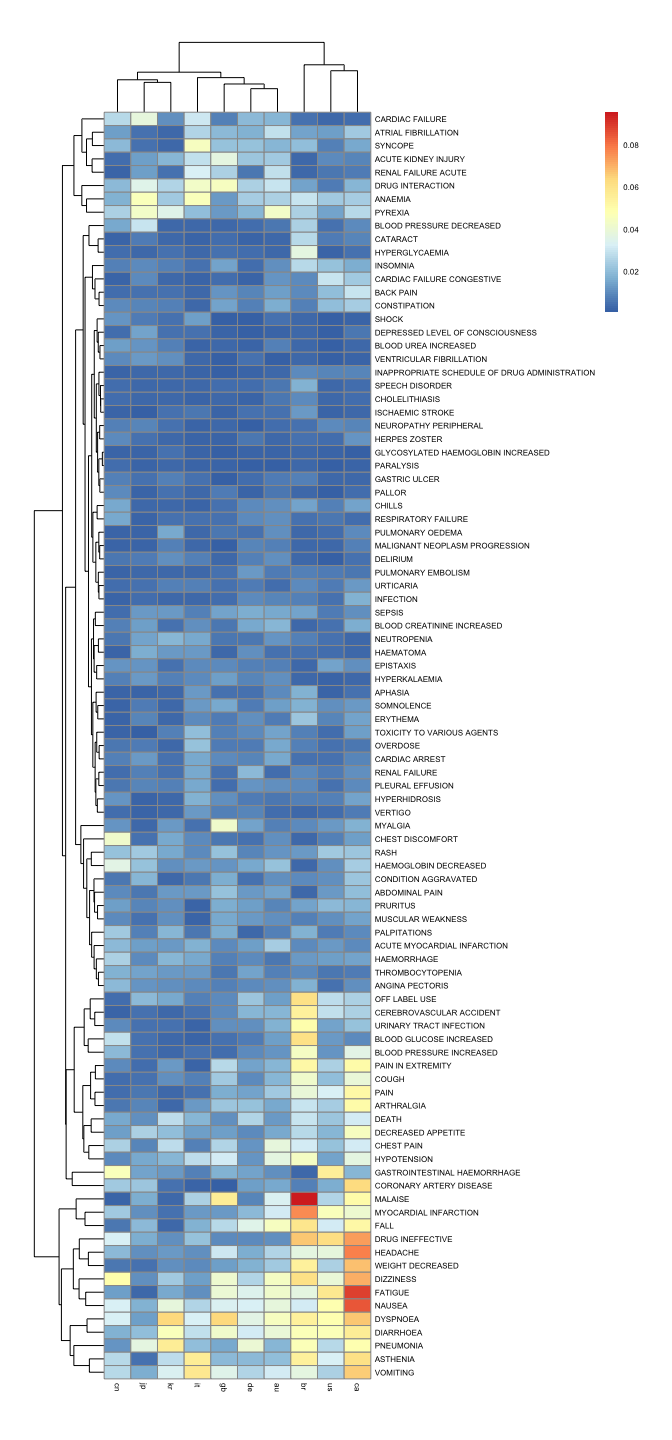 CARDIAC FAILURE
ATRIAL FIBRILLATION
SYNCOPE
ACUTE KIDNEY INJURY
RENAL FAILURE ACUTE
DRUG INTERACTION
ANAEMIA
PYREXIA
BLOOD PRESSURE DECREASED
CATARACT
HYPERGLYCAEMIA
INSOMNIA
CARDIAC FAILURE CONGESTIVE
BACK PAIN
CONSTIPATION
SHOCK
DEPRESSED LEVEL OF CONSCIOUSNESS
BLOOD UREA INCREASED
VENTRICULAR FIBRILLATION
INAPPROPRIATE SCHEDULE OF DRUG ADMINISTRATION
SPEECH DISORDER
CHOLELITHIASIS
ISCHAEMIC STROKE
NEUROPATHY PERIPHERAL
HERPES ZOSTER
GLYCOSYLATED HAEMOGLOBIN INCREASED
PARALYSIS
GASTRIC ULCER
PALLOR
CHILLS
RESPIRATORY FAILURE
PULMONARY OEDEMA
MALIGNANT NEOPLASM PROGRESSION
DELIRIUM
PULMONARY EMBOLISM
URTICARIA
INFECTION
SEPSIS
BLOOD CREATININE INCREASED
NEUTROPENIA
HAEMATOMA
EPISTAXIS
HYPERKALAEMIA
APHASIA
SOMNOLENCE
ERYTHEMA
TOXICITY TO VARIOUS AGENTS
OVERDOSE
CARDIAC ARREST
RENAL FAILURE
PLEURAL EFFUSION
HYPERHIDROSIS
VERTIGO
MYALGIA
CHEST DISCOMFORT
RASH
HAEMOGLOBIN DECREASED
CONDITION AGGRAVATED
ABDOMINAL PAIN
PRURITUS
MUSCULAR WEAKNESS
PALPITATIONS
ACUTE MYOCARDIAL INFARCTION
HAEMORRHAGE
THROMBOCYTOPENIA
ANGINA PECTORIS
OFF LABEL USE
CEREBROVASCULAR ACCIDENT
URINARY TRACT INFECTION
BLOOD GLUCOSE INCREASED
BLOOD PRESSURE INCREASED
PAIN IN EXTREMITY
COUGH
PAIN
ARTHRALGIA
DEATH
DECREASED APPETITE
CHEST PAIN
HYPOTENSION
GASTROINTESTINAL HAEMORRHAGE
CORONARY ARTERY DISEASE
MALAISE
MYOCARDIAL INFARCTION
FALL
DRUG INEFFECTIVE
HEADACHE
WEIGHT DECREASED
DIZZINESS
FATIGUE
NAUSEA
DYSPNOEA
DIARRHOEA
PNEUMONIA
ASTHENIA
VOMITING
cn jp kr it gb de au br us ca
0.08
0.06
0.04
0.02